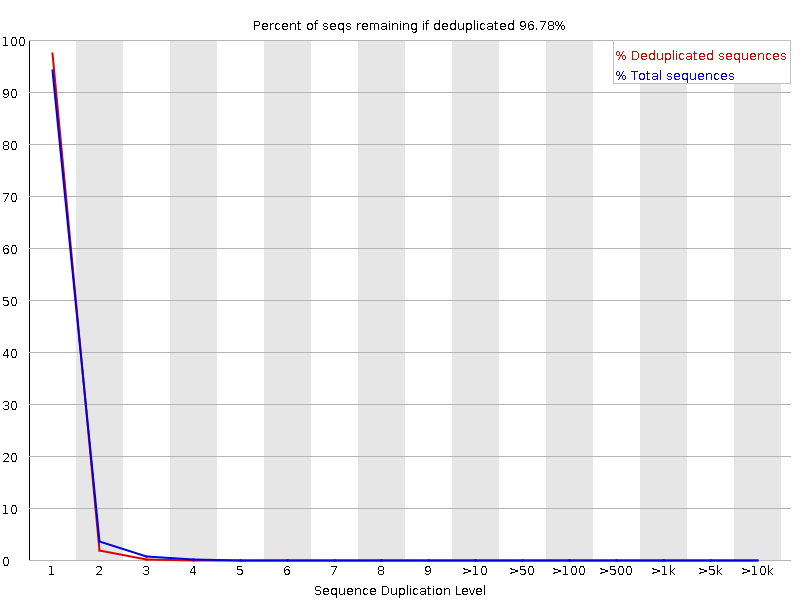 Percent of seqs remaining if deduplicated 96.78%
% Deduplicated sequences
% Total sequences
100
90
80
70
60
50
40
30
20
10
0
1 2 3 4 5 6 7 8 9 >10 >50 >100 >500 >1k >5k >10k
Sequence Duplication Level